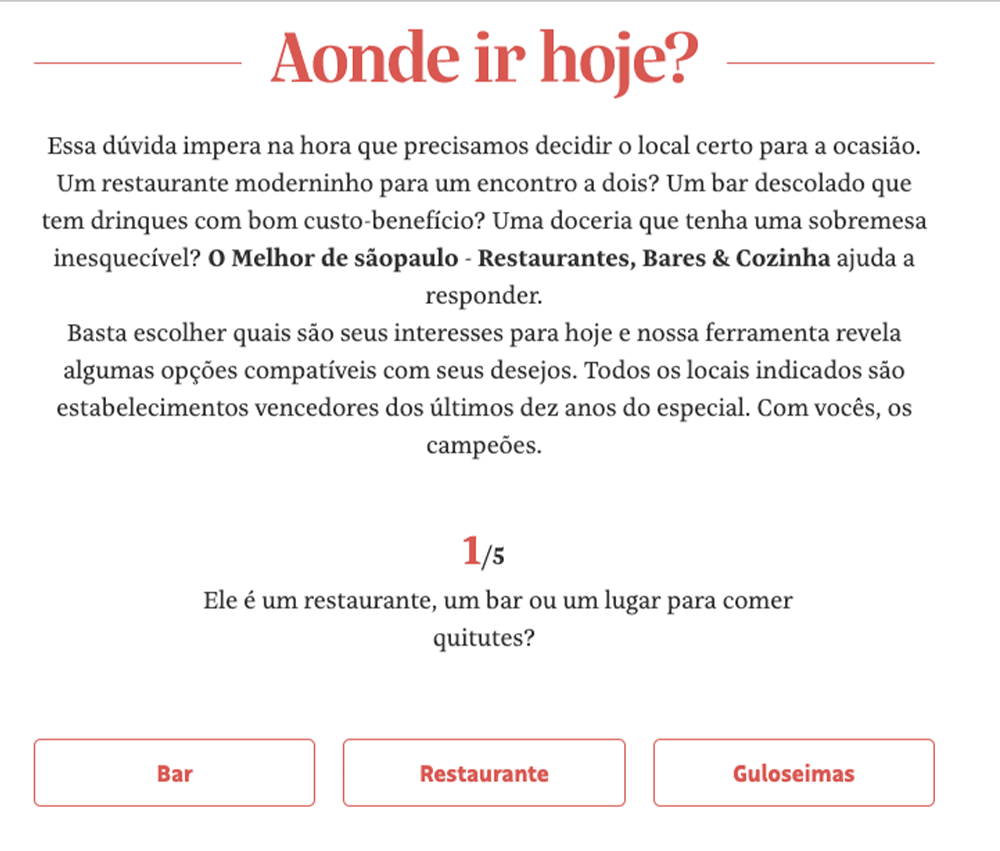 Aonde ir hoje?
Essa dúvida impera na hora que precisamos decidir o local certo para a ocasião.
Um restaurante moderninho para um encontro a dois? Um bar descolado que
tem drinques com bom custo-benefício? Uma doceria que tenha uma sobremesa
inesquecível? O Melhor de sãopaulo - Restaurantes, Bares & Cozinha ajuda a
responder.
Basta escolher quais são seus interesses para hoje e nossa ferramenta revela
algumas opções compatíveis com seus desejos. Todos os locais indicados são
estabelecimentos vencedores dos últimos dez anos do especial. Com vocês, os
campeões.
1/5
Ele é um restaurante, um bar ou um lugar para comer
quitutes?
Bar
Restaurante
Guloseimas